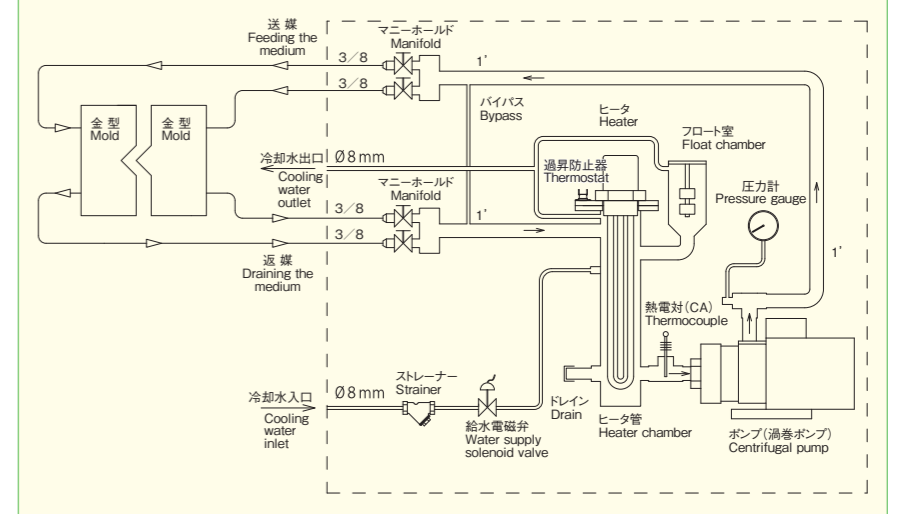 送 媒
Feeding the
medium
マニーホールド
Manifold
3／8
1'
3／8
金 型
Mold
金 型
Mold
バイパス
Bypass
ヒータ
Heater
フロート室
Float chamber
冷却水出口
Cooling
water
outlet
Ø8mm
過昇防止器
Thermostat
圧力計
Pressure gauge
マニーホールド
Manifold
3／8
1'
3／8
1'
返 媒
Draining the
medium
熱電対(CA)
Thermocouple
冷却水入口
Cooling
water
inlet
Ø8mm
ストレーナー
Strainer
給水電磁弁
Water supply
solenoid valve
ドレイン
Drain
ヒータ管
Heater chamber
ポンプ(渦巻ポンプ)
Centrifugal pump